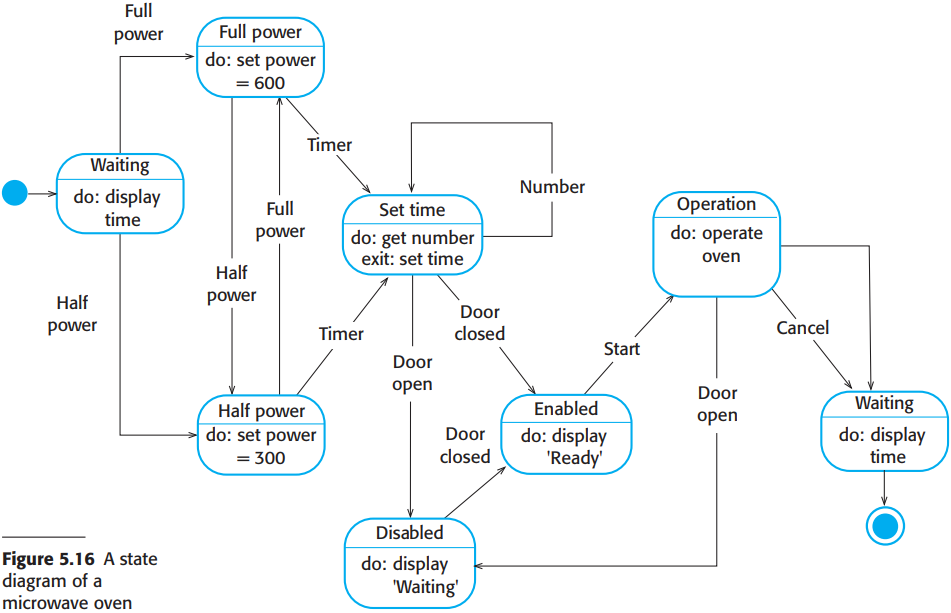 Full
power
Full power
do: set power
= 600
Timer
Waiting
do: display
time
Number
Full
power
Set time
do: get number
exit: set time
Operation
do: operate
oven
Half
power
Half
power
Timer
Door
closed
Door
open
Start
Cancel
Door
open
Half power
do: set power
= 300
Door
closed
Enabled
do: display
'Ready'
Waiting
do: display
time
Disabled
do: display
'Waiting'
Figure 5.16 A state
diagram of a
microwave oven